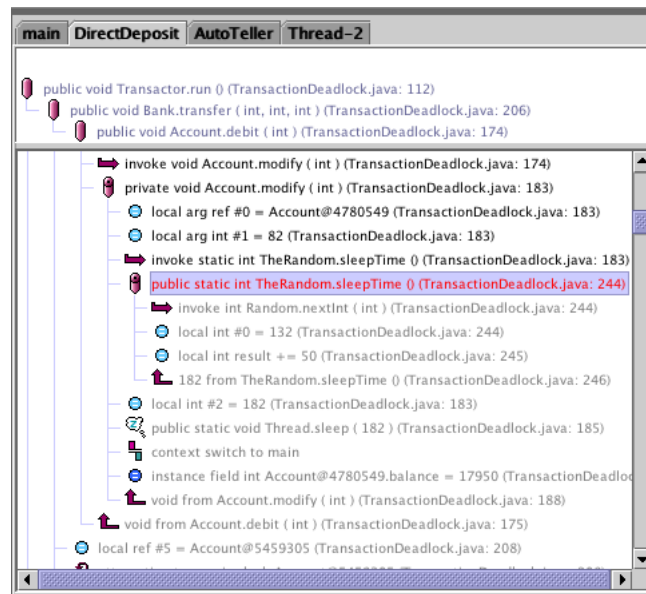 main DirectDeposit AutoTeller Thread-2
public void Transactor.run () (TransactionDeadlock.java: 112)
public void Bank.transfer ( int, int, int ) (TransactionDeadlock.java: 206)
public void Account.debit ( int ) (TransactionDeadlock.java: 174)
invoke void Account.modify ( int ) (TransactionDeadlock.java: 174)
private void Account.modify ( int ) (TransactionDeadlock.java: 183)
local arg ref #0 = Account@4780549 (TransactionDeadlock.java: 183)
local arg int #1 = 82 (TransactionDeadlock.java: 183)
invoke static int TheRandom.sleepTime () (TransactionDeadlock.java: 183)
public static int TheRandom.sleepTime () (TransactionDeadlock.java: 244)
invoke int Random.nextInt ( int ) (TransactionDeadlock.java: 244)
local int #0 = 132 (TransactionDeadlock.java: 244)
local int result += 50 (TransactionDeadlock.java: 245)
182 from TheRandom.sleepTime () (TransactionDeadlock.java: 246)
local int #2 = 182 (TransactionDeadlock.java: 183)
public static void Thread.sleep ( 182 ) (TransactionDeadlock.java: 185)
context switch to main
instance field int Account@4780549.balance = 17950 (TransactionDeadloc
void from Account.modify ( int ) (TransactionDeadlock.java: 188)
void from Account.debit ( int ) (TransactionDeadlock.java: 175)
local ref #5 = Account@5459305 (TransactionDeadlock.java: 208)